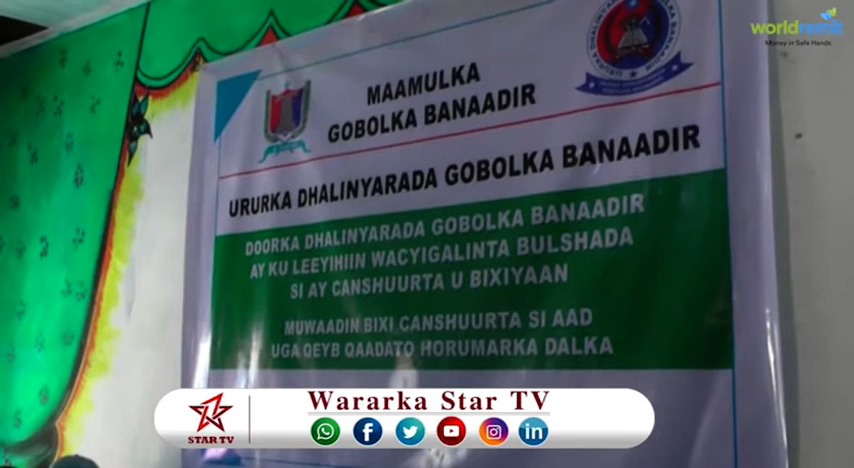 worldremit
Money in Safe Hands
MAAMULKA
GOBOLKA BANAADIR
URURKA DHALINYARADA GOBOLKA BANAADIR
DOORKA DHALINYARADA GOBOLKA BANAADIR
AY KU LEEYIHIIN WACYIGALINTA BULSHADA
SI AY CANSHUURTA U BIXIYAAN
MUWAADIN BIXI CANSHUURTA SI AAD
UGA QEYB QAADATO HORUMARKA DALKA
Wararka Star TV
STAR TV